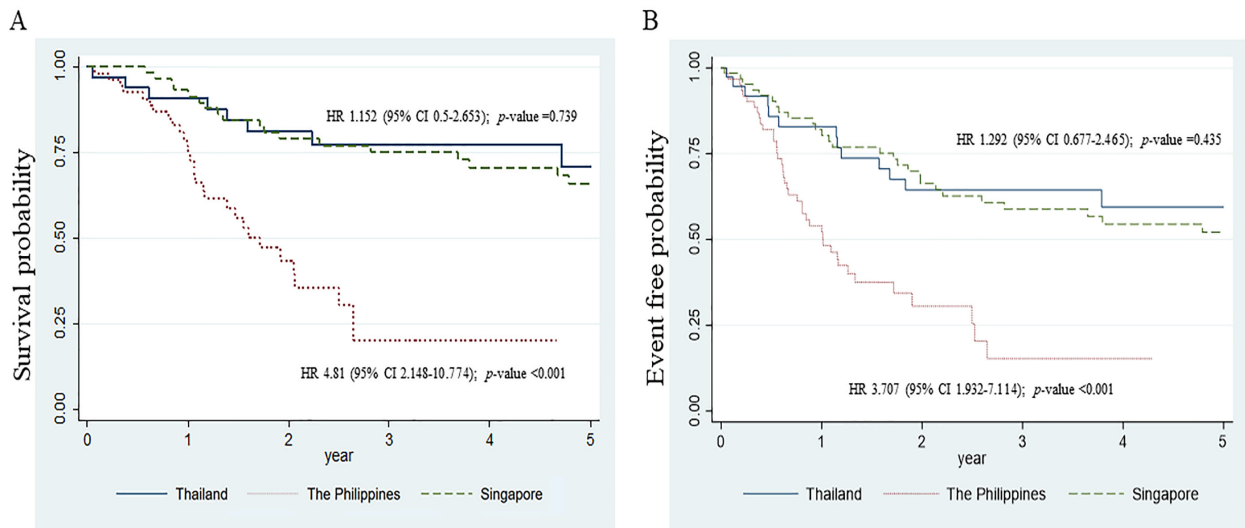 A
Survival probability
1.00
0.75
0.50
0.25
0.00
HR 1.152 (95% CI 0.5-2.653); p-value =0.739
HR 4.81 (95% CI 2.148-10.774); p-value <0.001
0 1 2 3 4 5
year
Thailand The Philippines Singapore
B
Event free probability
1.00
0.75
0.50
0.25
0.00
HR 1.292 (95% CI 0.677-2.465); p-value =0.435
HR 3.707 (95% CI 1.932-7.114); p-value <0.001
0 1 2 3 4 5
year
Thailand The Philippines Singapore